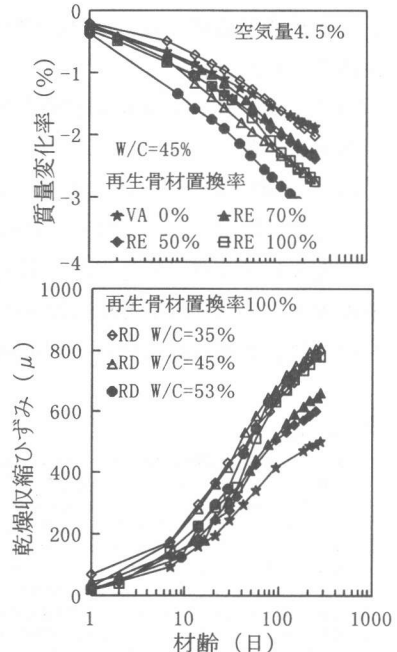 0
空気量4.5%
-1
-2
W/C=45%
再生骨材置換率
-3
★VA 0% ▲RE 70%
◆RE 50% □RE 100%
-4
質量変化率 (%)
1000
再生骨材置換率100%
◇RD W/C=35%
800
△RD W/C=45%
●RD W/C=53%
600
400
200
0
乾燥収縮ひずみ (μ)
1 10 100 1000
材齢 (日)